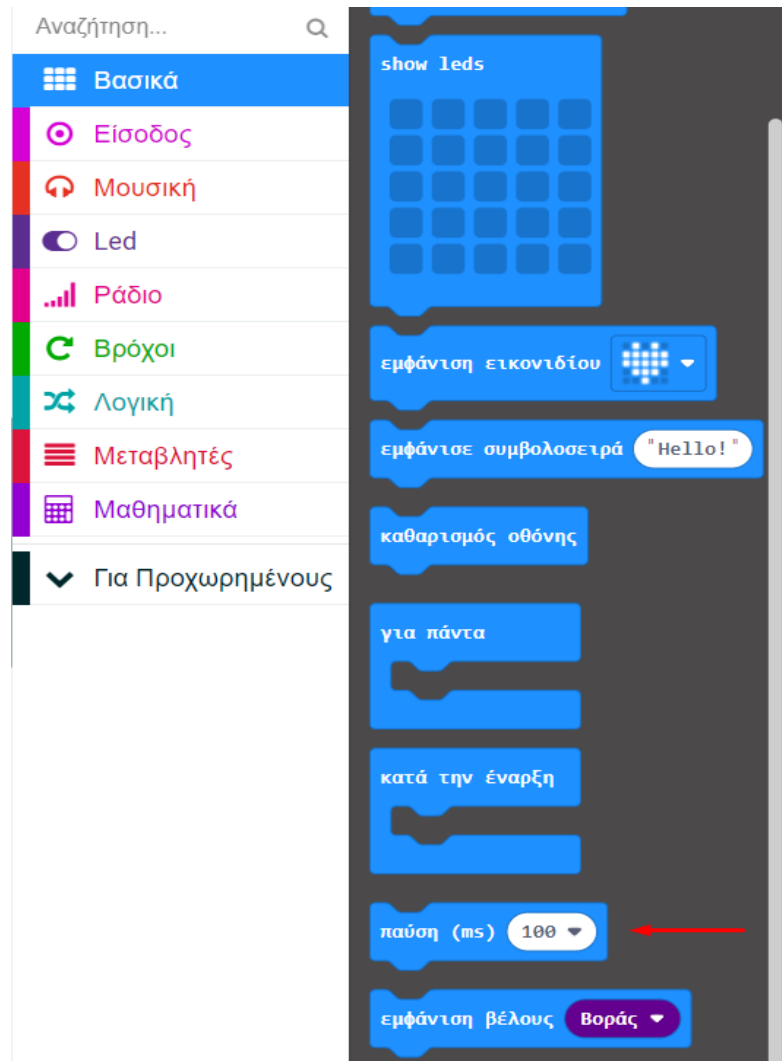 Αναζήτηση...
Βασικά
Είσοδος
Μουσική
Led
Ράδιο
Βρόχοι
Λογική
Μεταβλητές
Μαθηματικά
Για Προχωρημένους
show leds
εμφάνιση εικονιδίου
εμφάνισε συμβολοσειρά "Hello!"
καθαρισμός οθόνης
για πάντα
κατά την έναρξη
παύση (ms) 100
εμφάνιση βέλους Βοράς